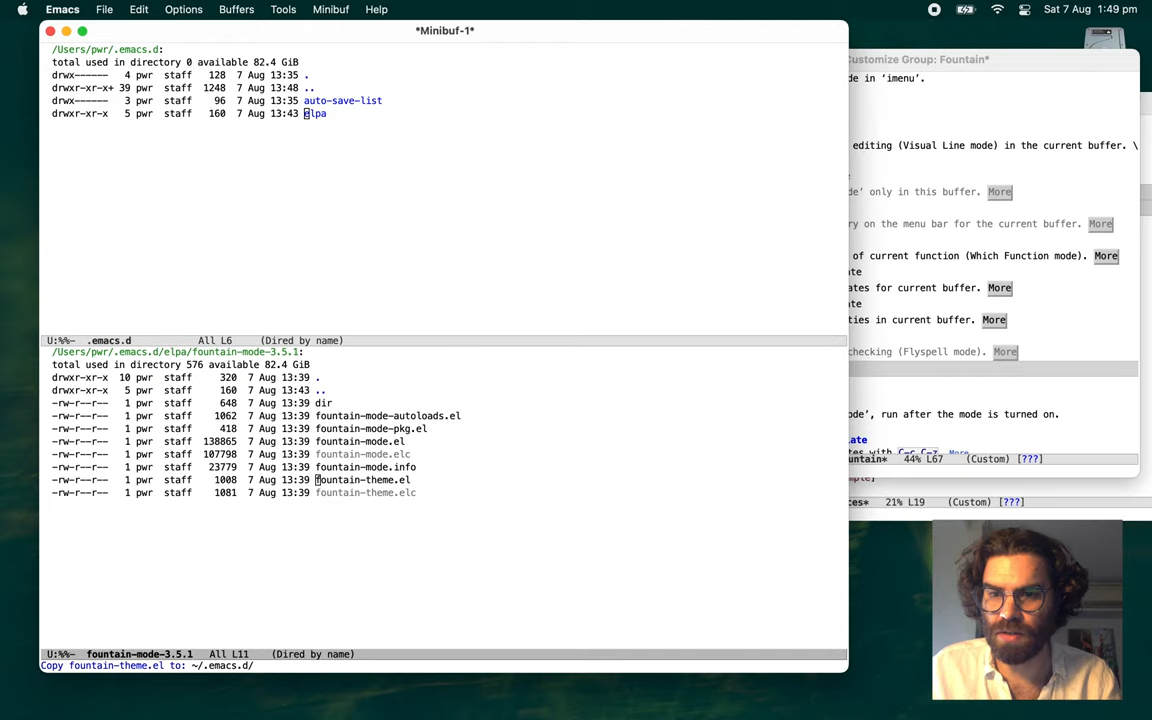 Emacs File Edit Options Buffers Tools Minibuf Help Sat 7 Aug 1:49 pm
*Minibuf-1*
/Users/pwr/.emacs.d:
total used in directory 0 available 82.4 GiB
drwx------ 4 pwr staff 128 7 Aug 13:35 .
drwxr-xr-x+ 39 pwr staff 1248 7 Aug 13:48 ..
drwx------ 3 pwr staff 96 7 Aug 13:35 auto-save-list
drwxr-xr-x 5 pwr staff 160 7 Aug 13:43 elpa
U:%%- .emacs.d All L6 (Dired by name)
/Users/pwr/.emacs.d/elpa/fountain-mode-3.5.1:
total used in directory 576 available 82.4 GiB
drwxr-xr-x 10 pwr staff 320 7 Aug 13:39 .
drwxr-xr-x 5 pwr staff 160 7 Aug 13:43 ..
-rw-r--r-- 1 pwr staff 648 7 Aug 13:39 dir
-rw-r--r-- 1 pwr staff 1062 7 Aug 13:39 fountain-mode-autoloads.el
-rw-r--r-- 1 pwr staff 418 7 Aug 13:39 fountain-mode-pkg.el
-rw-r--r-- 1 pwr staff 138865 7 Aug 13:39 fountain-mode.el
-rw-r--r-- 1 pwr staff 107798 7 Aug 13:39 fountain-mode.elc
-rw-r--r-- 1 pwr staff 23779 7 Aug 13:39 fountain-mode.info
-rw-r--r-- 1 pwr staff 1008 7 Aug 13:39 fountain-theme.el
-rw-r--r-- 1 pwr staff 1081 7 Aug 13:39 fountain-theme.elc
U:%%- fountain-mode-3.5.1 All L11 (Dired by name)
Copy fountain-theme.el to: ~/.emacs.d/
Customize Group: Fountain*
de in ‘imenu’.
editing (Visual Line mode) in the current buffer. \
e
de’ only in this buffer. More
ry on the menu bar for the current buffer. More
of current function (Which Function mode). More
ate
ates for current buffer. More
ate
ties in current buffer. More
checking (Flyspell mode). More
ode’, run after the mode is turned on.
late
tes with C-c C-z. More
untain* 44% L67 (Custom) [???]
mple]
es* 21% L19 (Custom) [???]